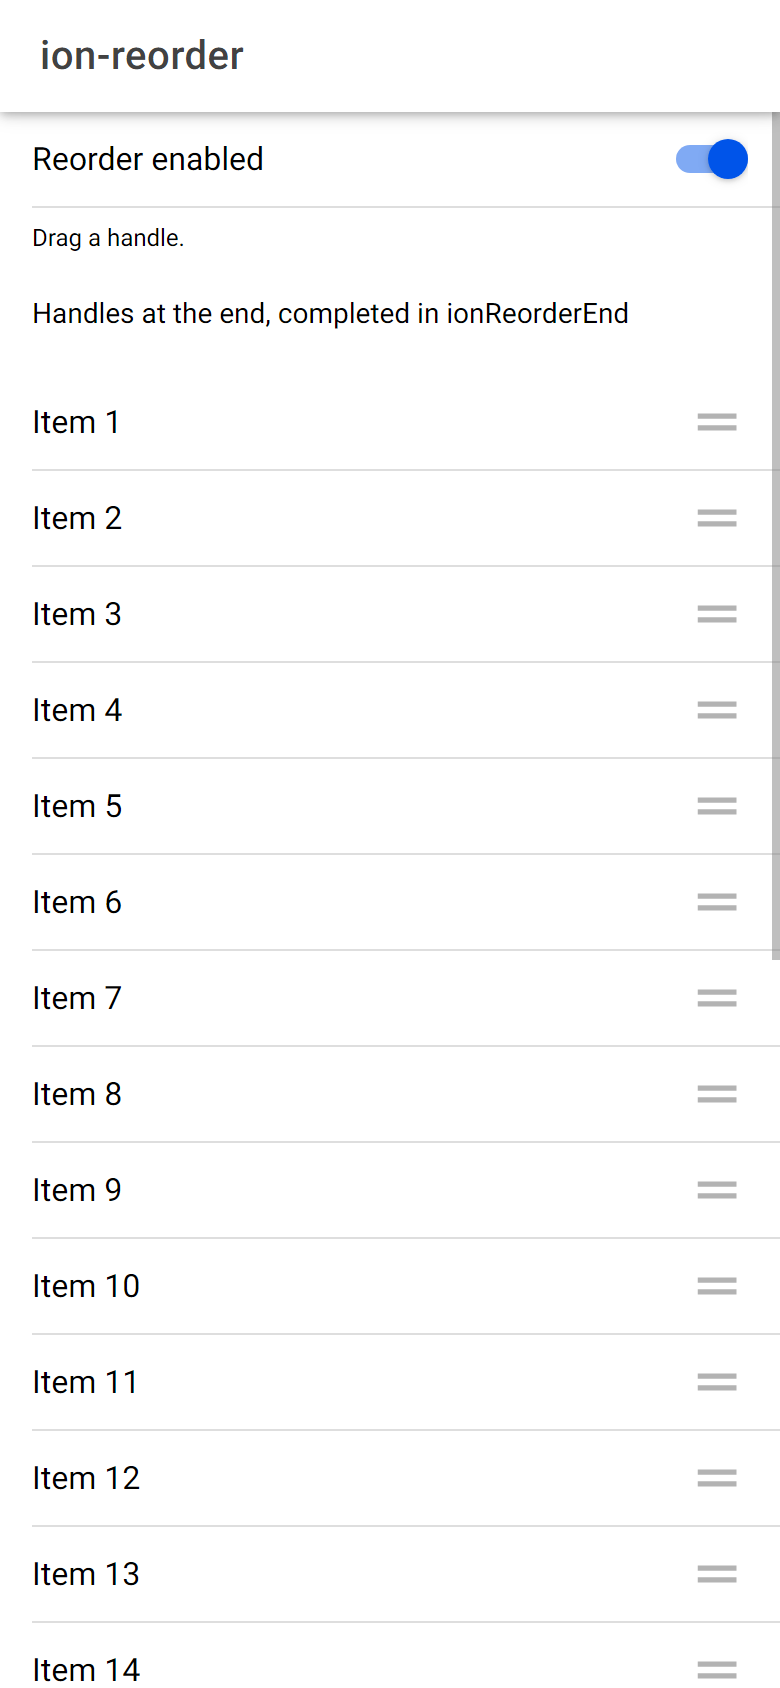 ion-reorder
Reorder enabled
Drag a handle.
Handles at the end, completed in ionReorderEnd
Item 1
Item 2
Item 3
Item 4
Item 5
Item 6
Item 7
Item 8
Item 9
Item 10
Item 11
Item 12
Item 13
Item 14